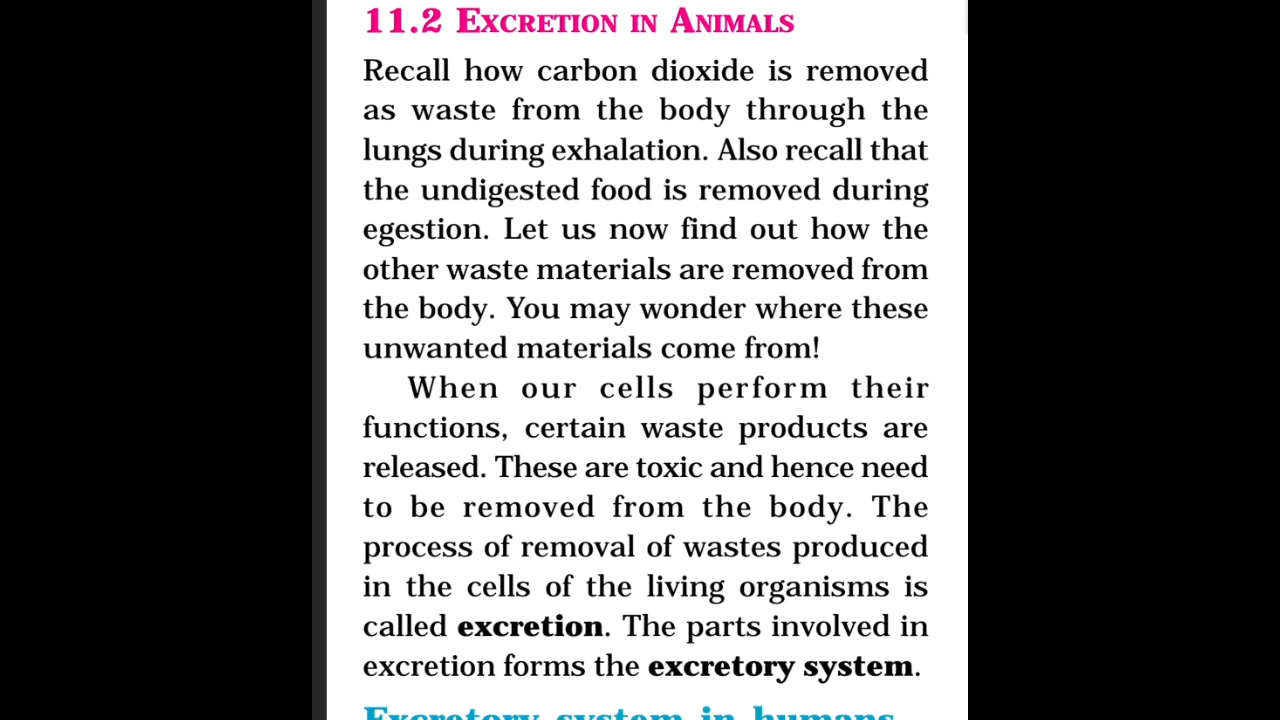 11.2 EXCRETION IN ANIMALS
Recall how carbon dioxide is removed
as waste from the body through the
lungs during exhalation. Also recall that
the undigested food is removed during
egestion. Let us now find out how the
other waste materials are removed from
the body. You may wonder where these
unwanted materials come from!
When our cells perform their
functions, certain waste products are
released. These are toxic and hence need
to be removed from the body. The
process of removal of wastes produced
in the cells of the living organisms is
called excretion. The parts involved in
excretion forms the excretory system.
Excretory system in humans